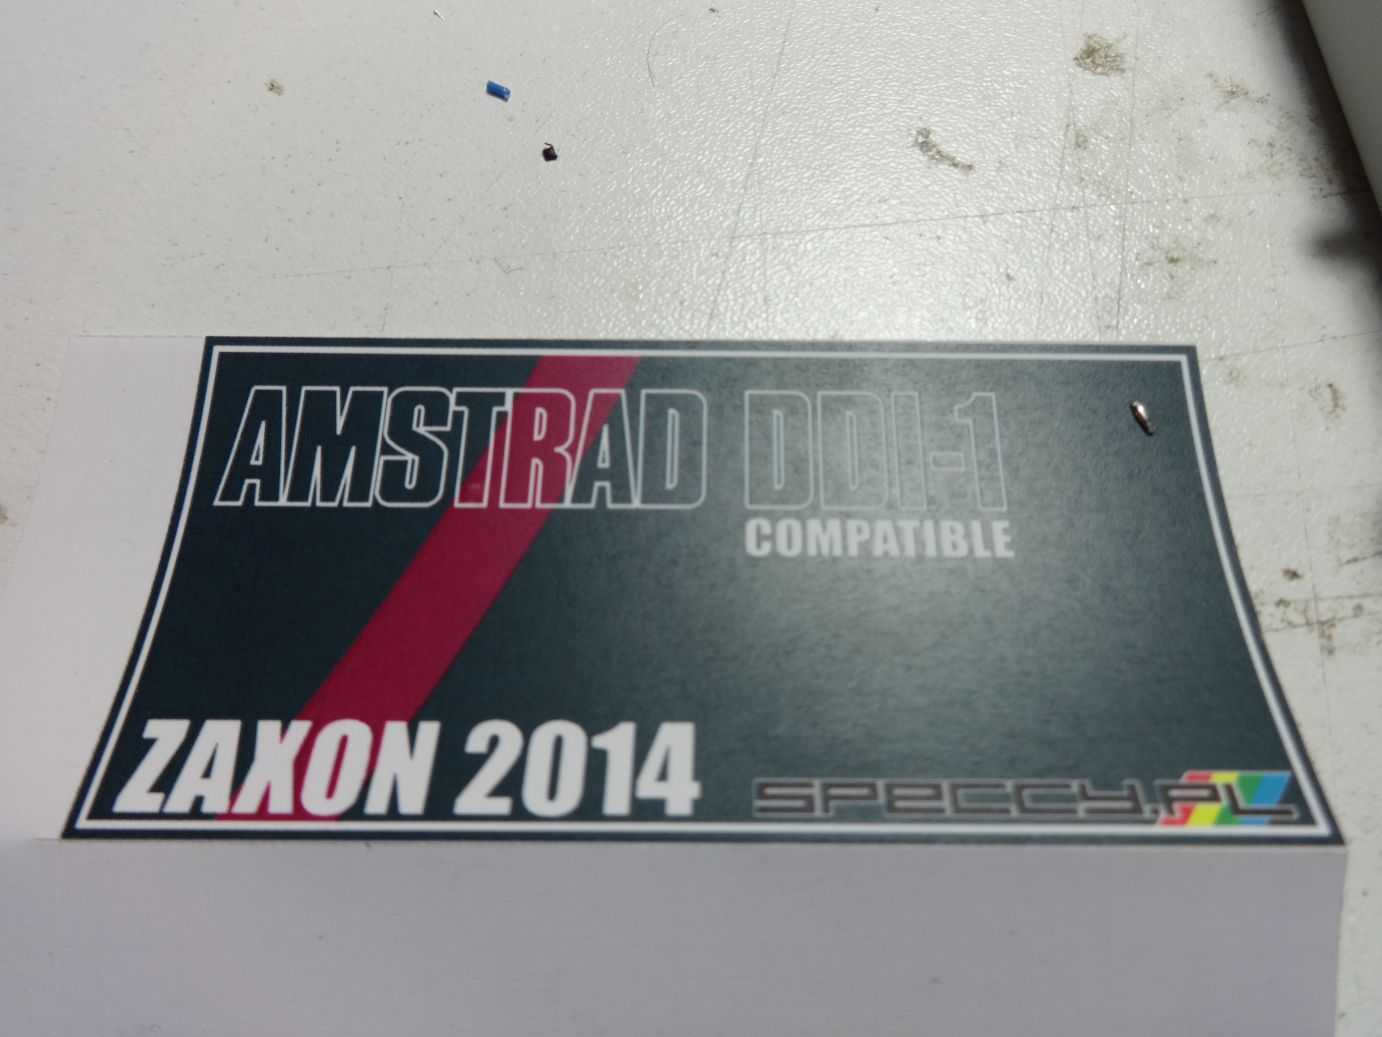 AMSTRAD DDI-1
COMPATIBLE
ZAXON 2014
SPECCY.PL